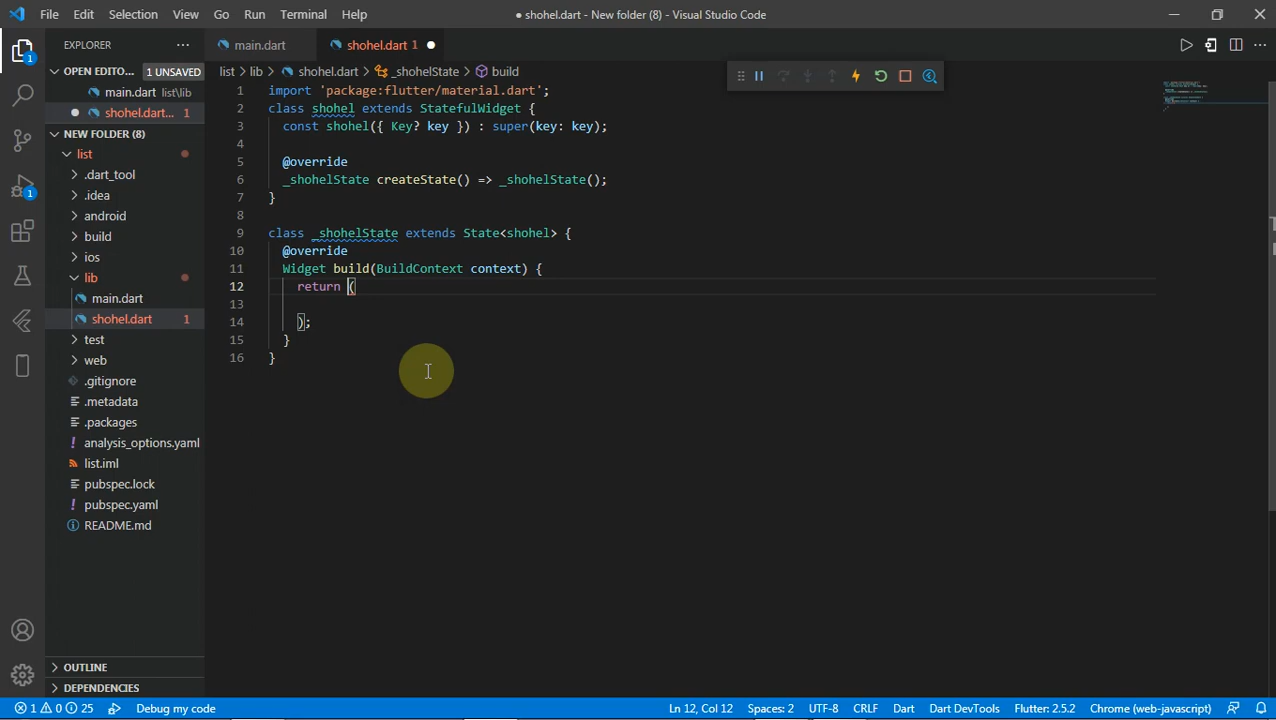 File Edit Selection View Go Run Terminal Help
● shohel.dart - New folder (8) - Visual Studio Code
EXPLORER
main.dart
shohel.dart 1
OPEN EDITO... 1 UNSAVED
list > lib > shohel.dart > _shohelState > build
main.dart list\lib
shohel.dart... 1
NEW FOLDER (8)
list
.dart_tool
.idea
android
build
ios
lib
main.dart
shohel.dart 1
test
web
.gitignore
.metadata
.packages
analysis_options.yaml
list.iml
pubspec.lock
pubspec.yaml
README.md
OUTLINE
DEPENDENCIES
1 import 'package:flutter/material.dart';
2 class shohel extends StatefulWidget {
3 const shohel({ Key? key }) : super(key: key);
4
5 @override
6 _shohelState createState() => _shohelState();
7 }
8
9 class _shohelState extends State<shohel> {
10 @override
11 Widget build(BuildContext context) {
12 return (
13
14 );
15 }
16 }
1 0 25 Debug my code
Ln 12, Col 12 Spaces: 2 UTF-8 CRLF Dart Dart DevTools Flutter: 2.5.2 Chrome (web-javascript)